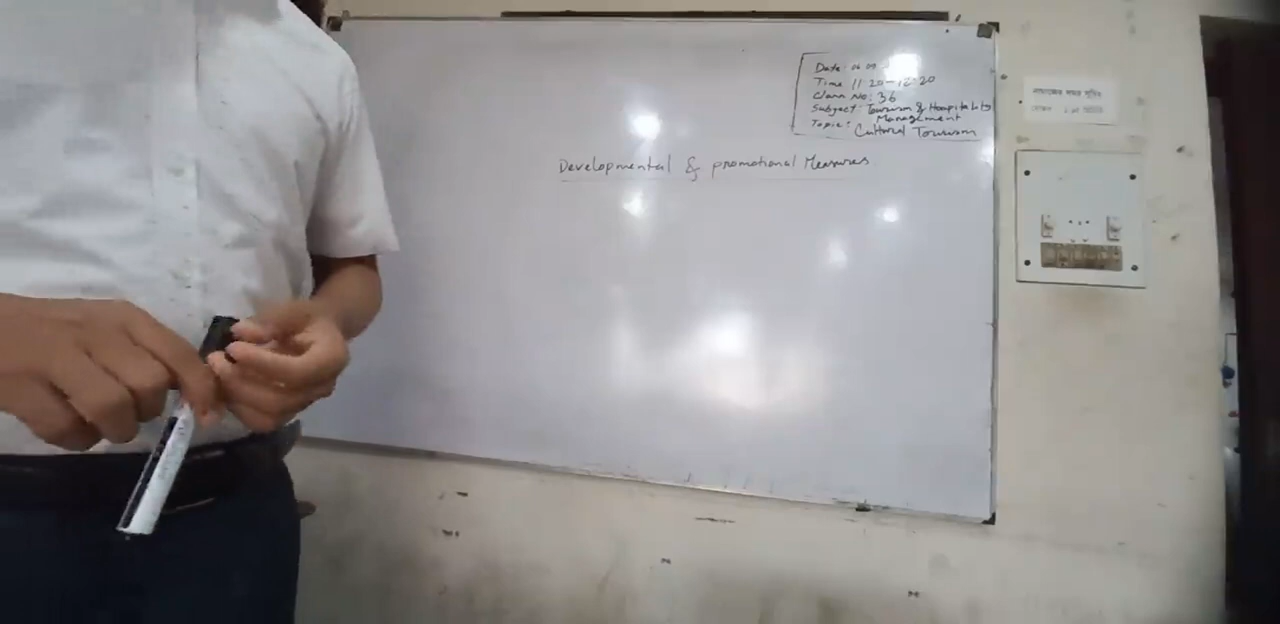 Date: 06 09
Time 11:20-12:20
Class No: 36
Subject: Tourism & Hospitality
Management
Topic: Cultural Tourism
Developmental & promotional Measures
নামাজের সময় সূচি